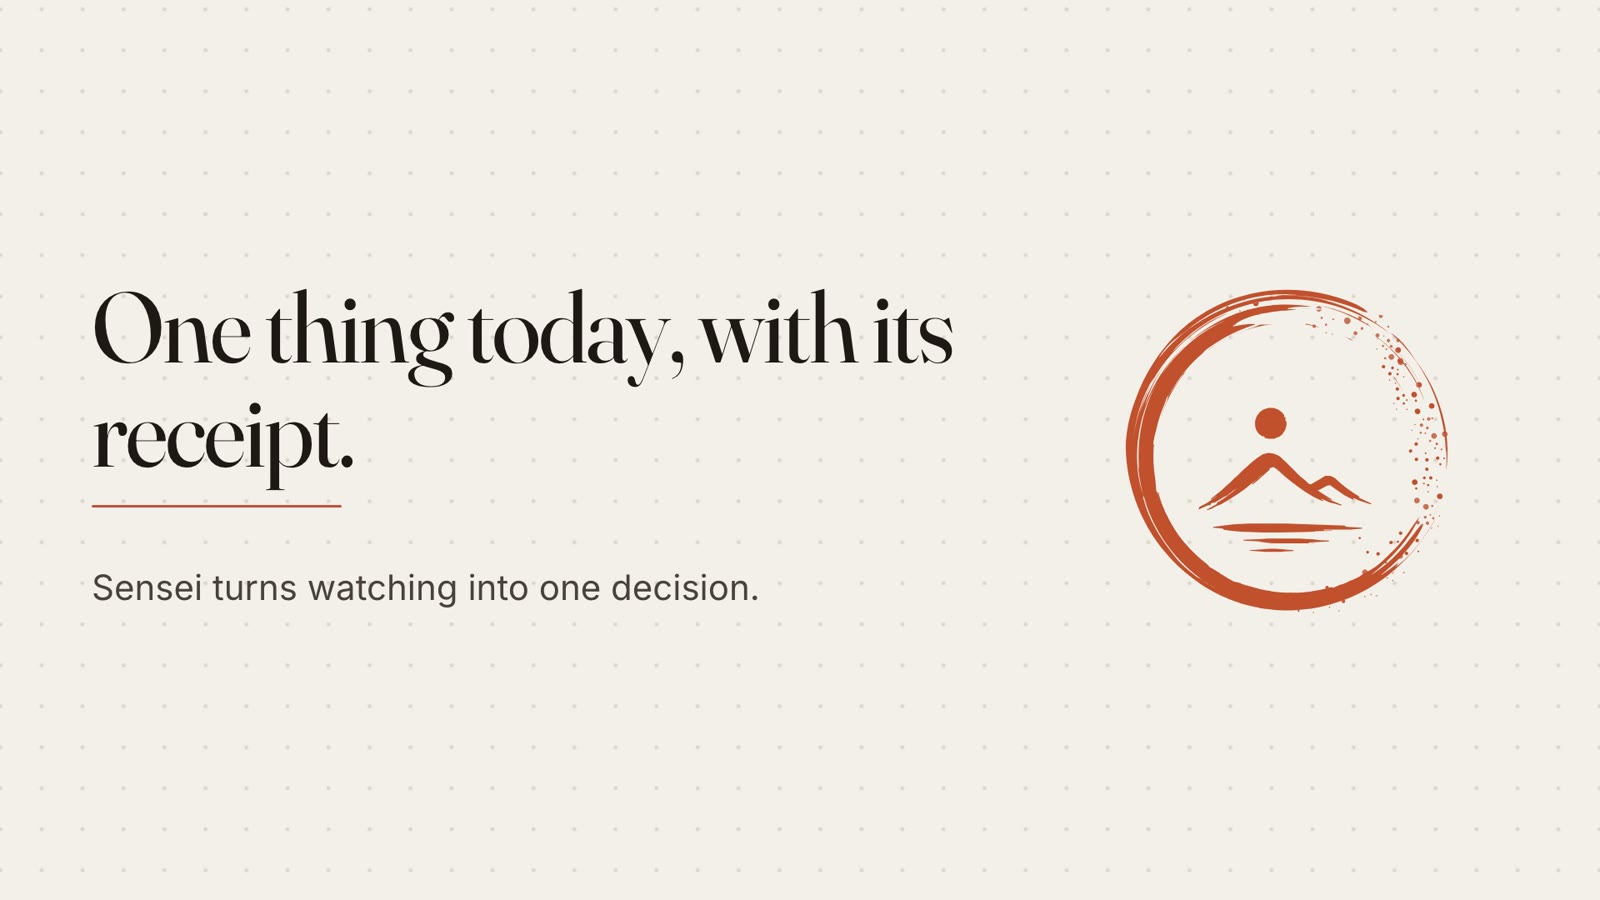 One thing today, with its
receipt.
Sensei turns watching into one decision.